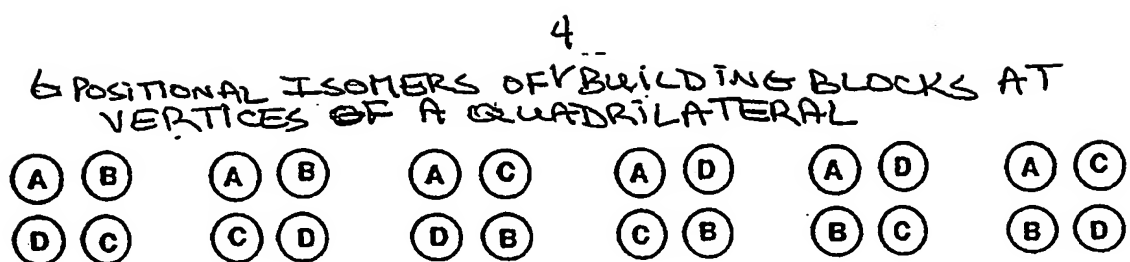 4
6 POSITIONAL ISOMERS OF BUILDING BLOCKS AT
VERTICES OF A QUADRILATERAL
A B A B A C A D A D A C
D C C D D B C B B C B D